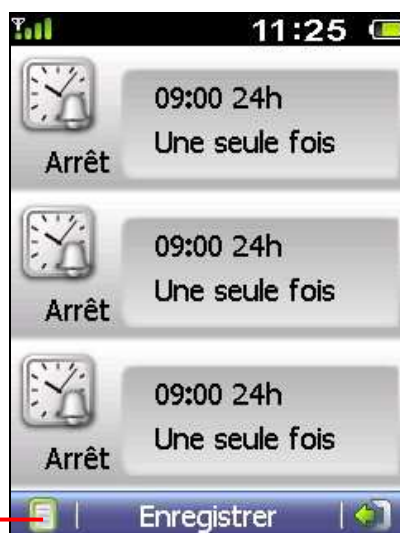 11:25
09:00 24h
Une seule fois
Arrêt
09:00 24h
Une seule fois
Arrêt
09:00 24h
Une seule fois
Arrêt
Enregistrer